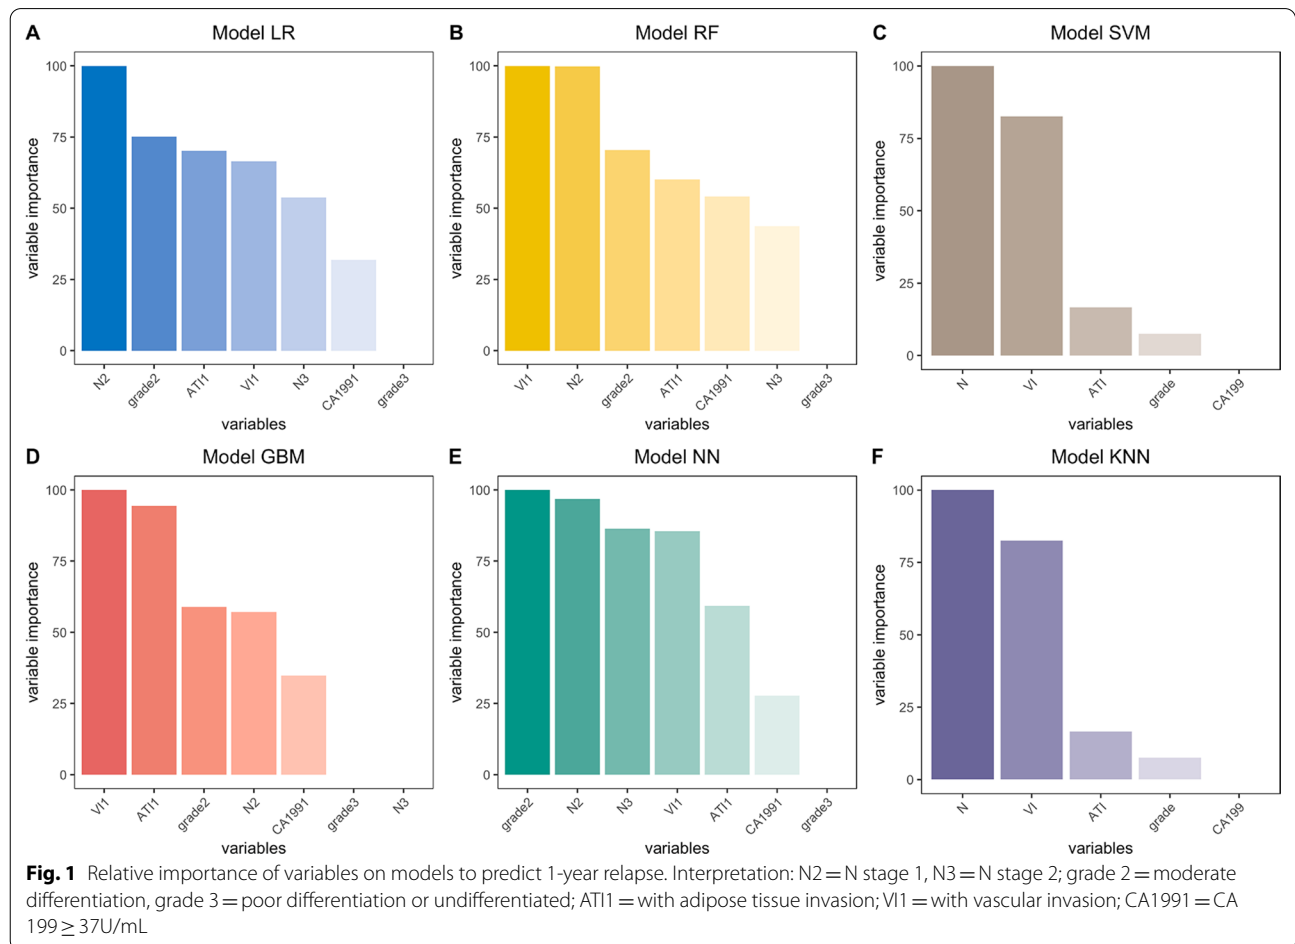 A Model LR
100
75
50
25
0
variable importance
N2 grade2 ATI1 VI1 N3 CA1991 grade3
variables
B Model RF
100
75
50
25
0
variable importance
VI1 N2 grade2 ATI1 CA1991 N3 grade3
variables
C Model SVM
100
75
50
25
0
variable importance
N VI ATI grade CA199
variables
D Model GBM
100
75
50
25
0
variable importance
VI1 ATI1 grade2 N2 CA1991 grade3 N3
variables
E Model NN
100
75
50
25
0
variable importance
grade2 N2 N3 VI1 ATI1 CA1991 grade3
variables
F Model KNN
100
75
50
25
0
variable importance
N VI ATI grade CA199
variables
Fig. 1 Relative importance of variables on models to predict 1-year relapse. Interpretation: N2 = N stage 1, N3 = N stage 2; grade 2 = moderate
differentiation, grade 3 = poor differentiation or undifferentiated; ATI1 = with adipose tissue invasion; VI1 = with vascular invasion; CA1991 = CA
199 ≥ 37U/mL